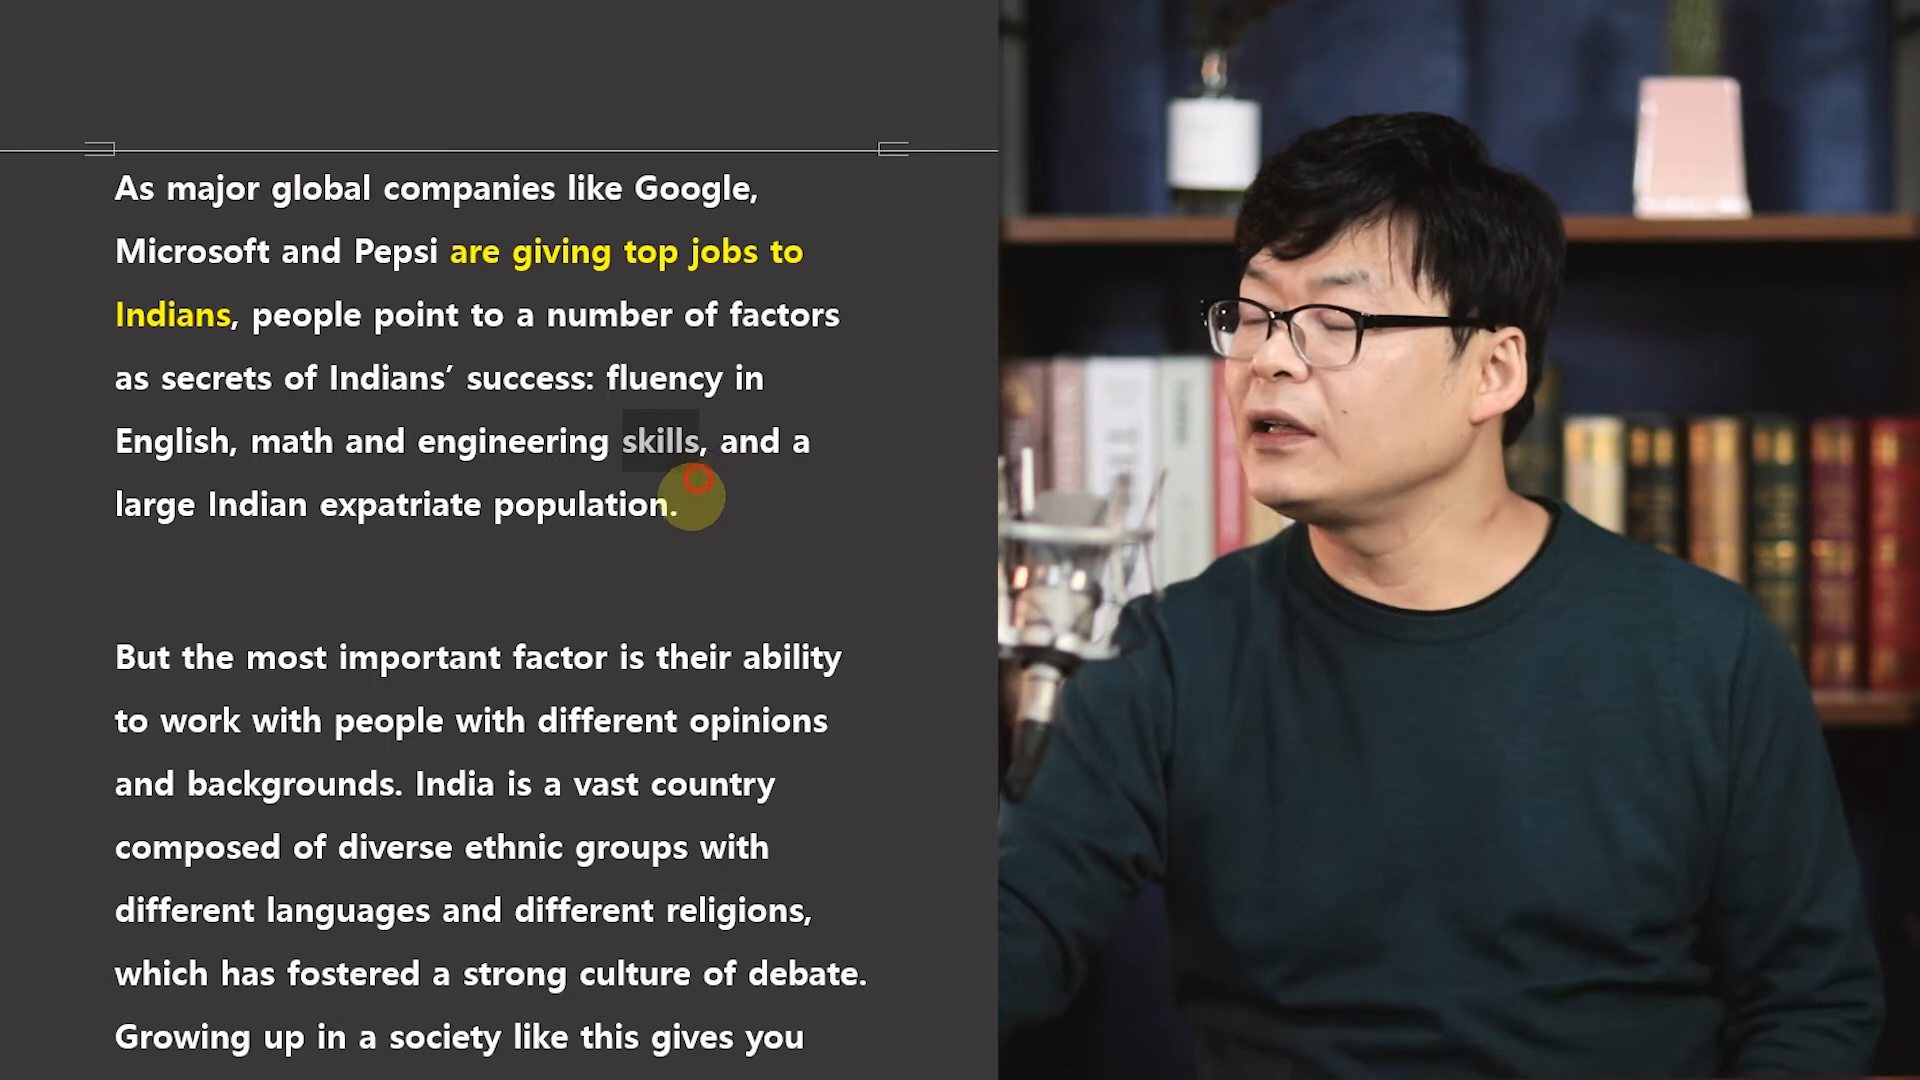 As major global companies like Google,
Microsoft and Pepsi are giving top jobs to
Indians, people point to a number of factors
as secrets of Indians’ success: fluency in
English, math and engineering skills, and a
large Indian expatriate population.
But the most important factor is their ability
to work with people with different opinions
and backgrounds. India is a vast country
composed of diverse ethnic groups with
different languages and different religions,
which has fostered a strong culture of debate.
Growing up in a society like this gives you